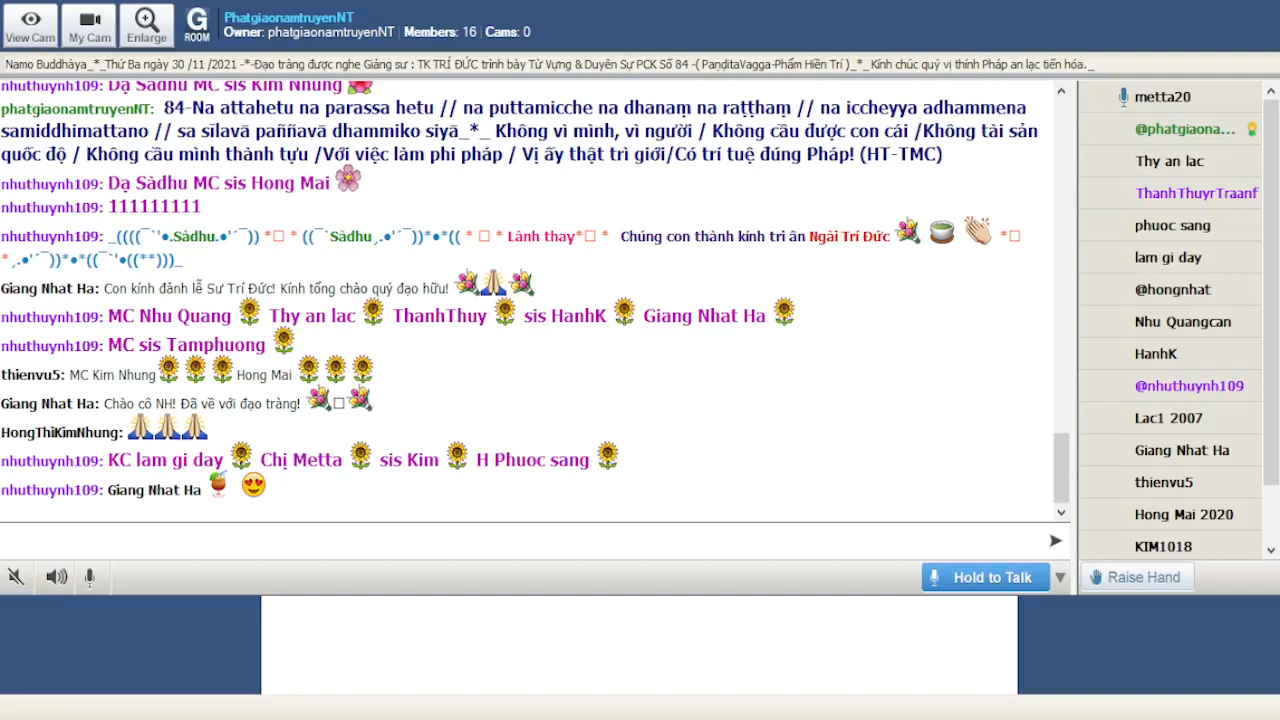 View Cam
My Cam
Enlarge
G
ROOM
PhatgiaonamtruyenNT
Owner: phatgiaonamtruyenNT | Members: 16 | Cams: 0
Namo Buddhàya_*_Thứ Ba ngày 30 /11 /2021 -*-Đạo tràng được nghe Giảng sư : TK TRÍ ĐỨC trình bày Từ Vựng & Duyên Sự PCK Số 84 -( PaṇḍitaVagga-Phẩm Hiền Trí )_*_ Kính chúc quý vị thính Pháp an lạc tiến hóa._
nhuthuynh109: Dạ Sàdhu MC sis Kim Nhung
phatgiaonamtruyenNT: 84-Na attahetu na parassa hetu // na puttamicche na dhanaṃ na raṭṭhaṃ // na iccheyya adhammena
samiddhimattano // sa sīlavā paññavā dhammiko siyā_*_ Không vì mình, vì người / Không cầu được con cái /Không tài sản
quốc độ / Không cầu mình thành tựu /Với việc làm phi pháp / Vị ấy thật trì giới/Có trí tuệ đúng Pháp! (HT-TMC)
nhuthuynh109: Dạ Sàdhu MC sis Hong Mai
nhuthuynh109: 111111111
nhuthuynh109: _((((¯`'•.Sàdhu.•'´¯)) *□ * ((¯`Sàdhu¸.•'´¯))*•*(( * □ * Lành thay*□ * Chúng con thành kính tri ân Ngài Trí Đức *□
*¸.•'´¯))*•*((¯`'•((**)))_
Giang Nhat Ha: Con kính đảnh lễ Sư Trí Đức! Kính tổng chào quý đạo hữu!
nhuthuynh109: MC Nhu Quang Thy an lac ThanhThuy sis HanhK Giang Nhat Ha
nhuthuynh109: MC sis Tamphuong
thienvu5: MC Kim Nhung Hong Mai
Giang Nhat Ha: Chào cô NH! Đã về với đạo tràng! □
HongThiKimNhung:
nhuthuynh109: KC lam gi day Chị Metta sis Kim H Phuoc sang
nhuthuynh109: Giang Nhat Ha
Hold to Talk
metta20
@phatgiaona...
Thy an lac
ThanhThuyrTraanf
phuoc sang
lam gi day
@hongnhat
Nhu Quangcan
HanhK
@nhuthuynh109
Lac1 2007
Giang Nhat Ha
thienvu5
Hong Mai 2020
KIM1018
Raise Hand